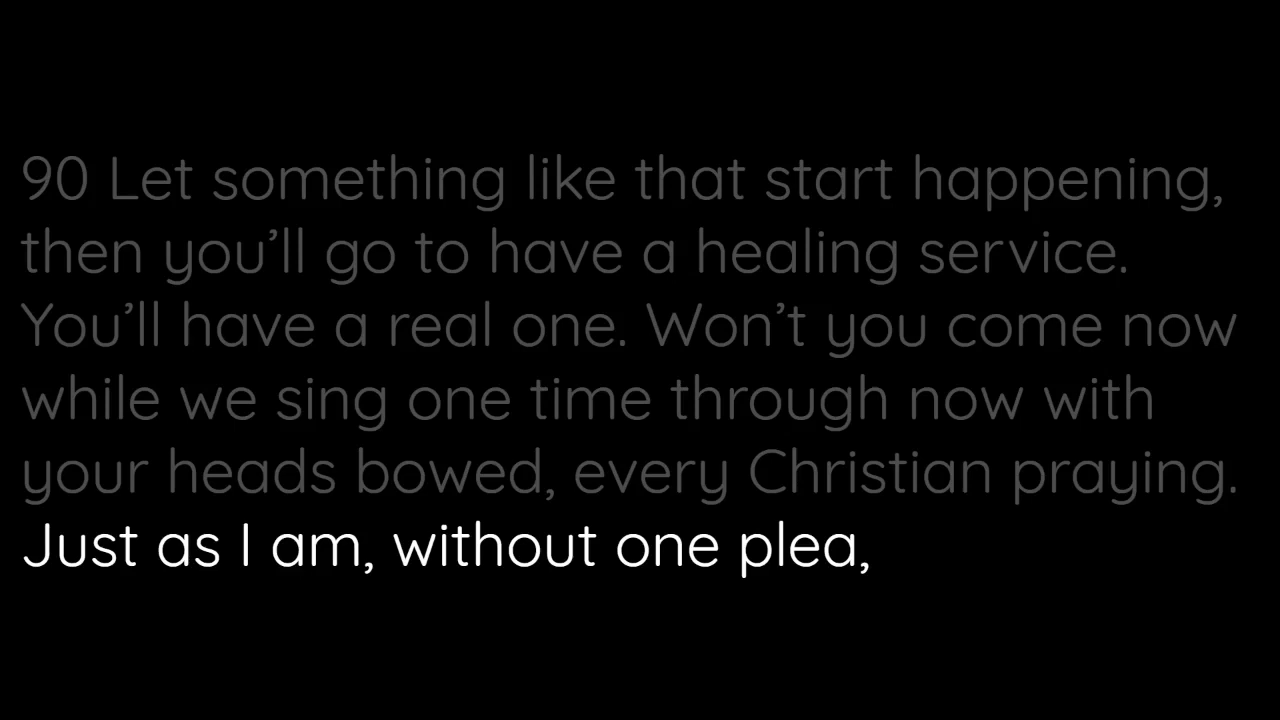 90 Let something like that start happening,
then you’ll go to have a healing service.
You’ll have a real one. Won’t you come now
while we sing one time through now with
your heads bowed, every Christian praying.
Just as I am, without one plea,